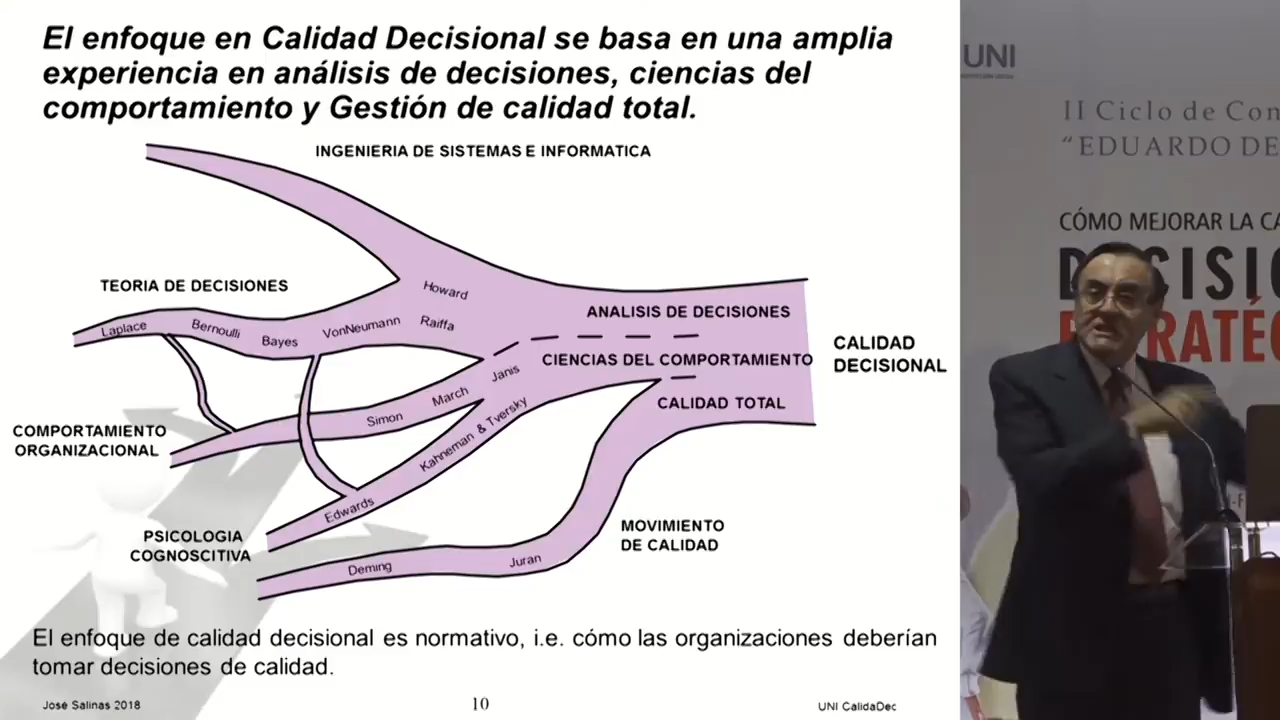 El enfoque en Calidad Decisional se basa en una amplia
experiencia en análisis de decisiones, ciencias del
comportamiento y Gestión de calidad total.
INGENIERIA DE SISTEMAS E INFORMATICA
TEORIA DE DECISIONES
Howard
Laplace
Bernoulli
Bayes
VonNeumann
Raiffa
ANALISIS DE DECISIONES
CIENCIAS DEL COMPORTAMIENTO
CALIDAD TOTAL
CALIDAD
DECISIONAL
Janis
March
Simon
Kahneman & Tversky
Edwards
COMPORTAMIENTO
ORGANIZACIONAL
PSICOLOGIA
COGNOSCITIVA
Deming
Juran
MOVIMIENTO
DE CALIDAD
El enfoque de calidad decisional es normativo, i.e. cómo las organizaciones deberían
tomar decisiones de calidad.
José Salinas 2018
10
UNI CalidaDec
UNI
II Ciclo de Con
“EDUARDO DE
CÓMO MEJORAR LA CA